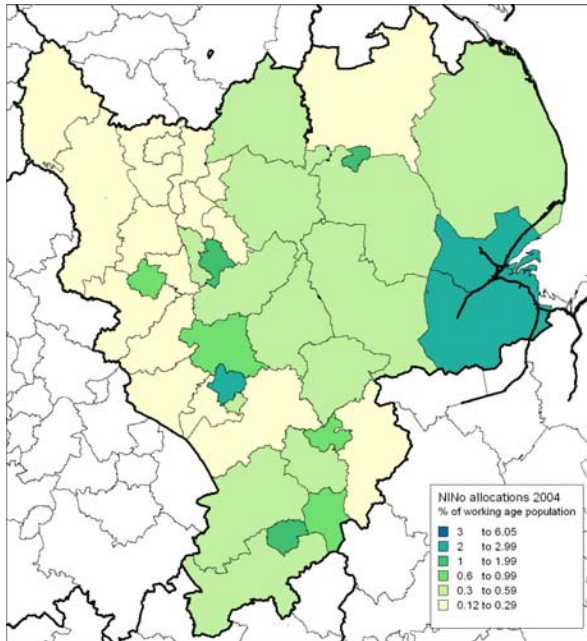 NINo allocations 2004
% of working age population
3 to 6.05
2 to 2.99
1 to 1.99
0.6 to 0.99
0.3 to 0.59
0.12 to 0.29